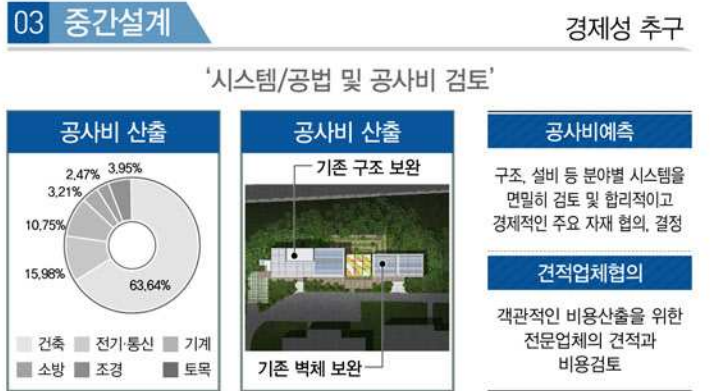 03 중간설계
경제성 추구
'시스템/공법 및 공사비 검토'
공사비 산출
3,95%
2,47%
3,21%
10,75%
15,98%
63,64%
건축 전기·통신 기계
소방 조경 토목
공사비 산출
기존 구조 보완
기존 벽체 보완
공사비예측
구조, 설비 등 분야별 시스템을
면밀히 검토 및 합리적이고
경제적인 주요 자재 협의, 결정
견적업체협의
객관적인 비용산출을 위한
전문업체의 견적과
비용검토